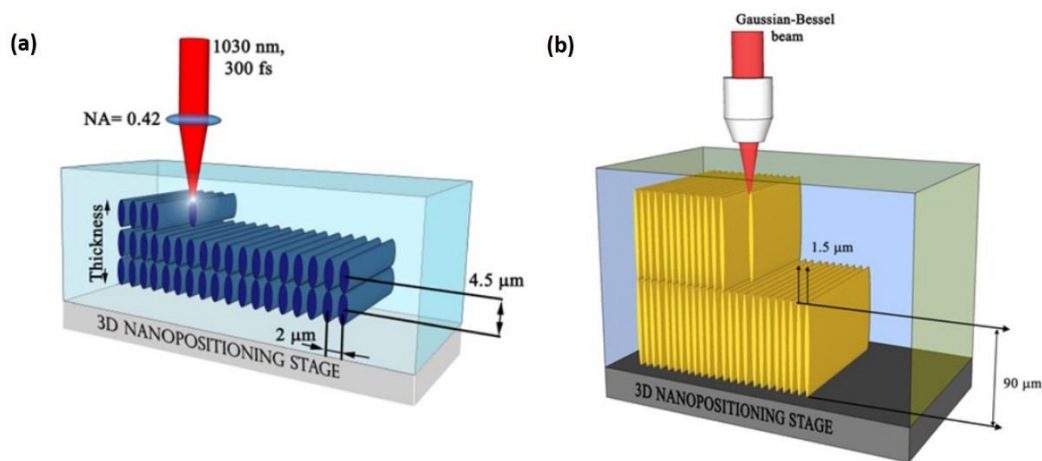 (a)
1030 nm,
300 fs
NA= 0.42
Thickness
4.5 μm
2 μm
3D NANOPOSITIONING STAGE
(b)
Gaussian-Bessel
beam
1.5 μm
90 μm
3D NANOPOSITIONING STAGE